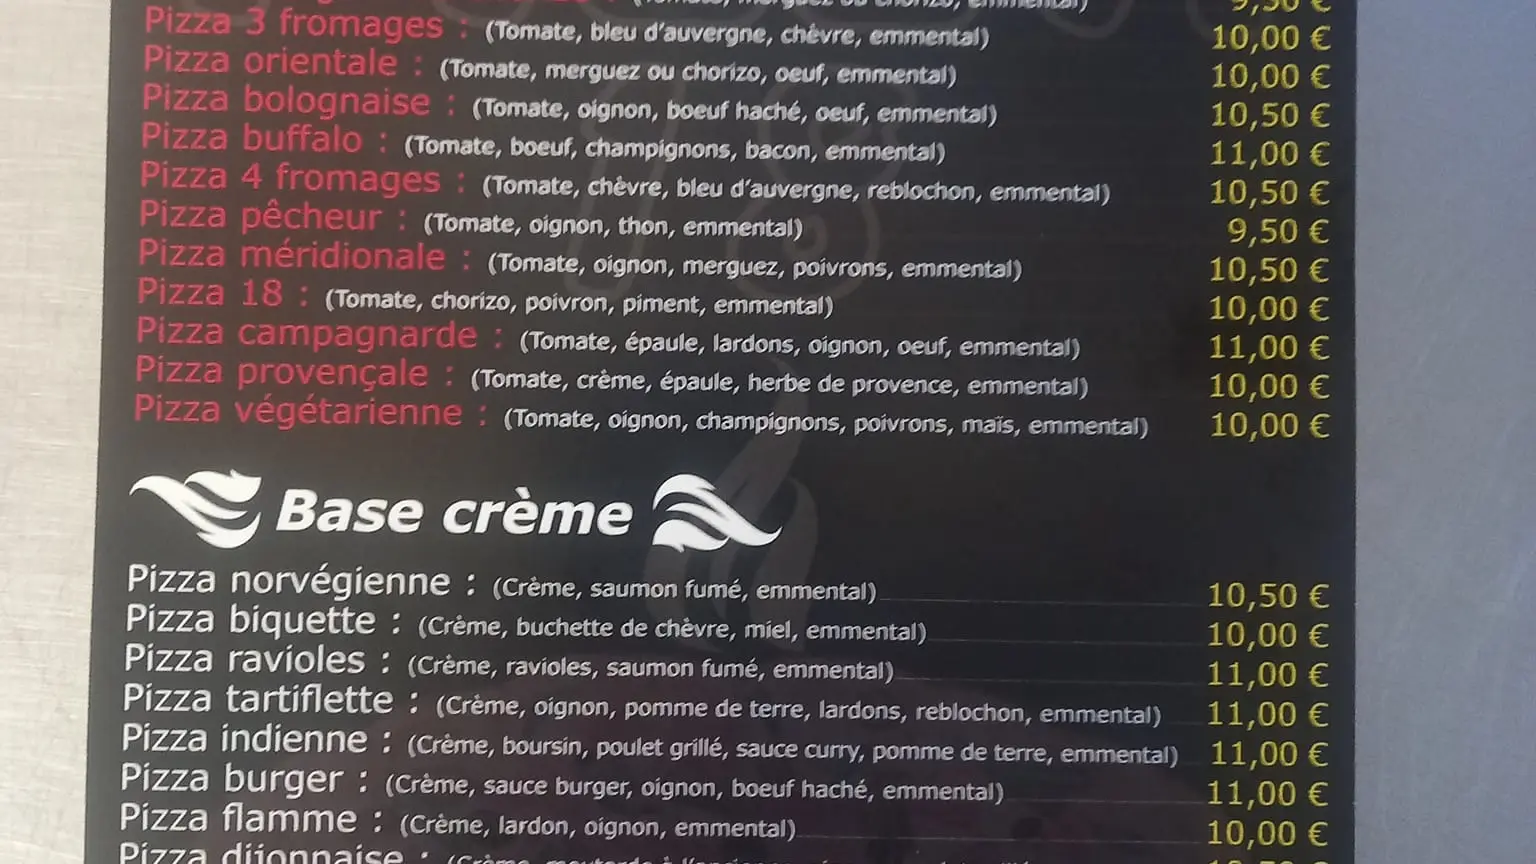 9,50 €
Pizza 3 fromages : (Tomate, bleu d'auvergne, chèvre, emmental) 10,00 €
Pizza orientale : (Tomate, merguez ou chorizo, oeuf, emmental) 10,00 €
Pizza bolognaise : (Tomate, oignon, boeuf haché, oeuf, emmental) 10,50 €
Pizza buffalo : (Tomate, boeuf, champignons, bacon, emmental) 11,00 €
Pizza 4 fromages : (Tomate, chèvre, bleu d'auvergne, reblochon, emmental) 10,50 €
Pizza pêcheur : (Tomate, oignon, thon, emmental) 9,50 €
Pizza méridionale : (Tomate, oignon, merguez, poivrons, emmental) 10,50 €
Pizza 18 : (Tomate, chorizo, poivron, piment, emmental) 10,00 €
Pizza campagnarde : (Tomate, épaule, lardons, oignon, oeuf, emmental) 11,00 €
Pizza provençale : (Tomate, crème, épaule, herbe de provence, emmental) 10,00 €
Pizza végétarienne : (Tomate, oignon, champignons, poivrons, maïs, emmental) 10,00 €
Base crème
Pizza norvégienne : (Crème, saumon fumé, emmental) 10,50 €
Pizza biquette : (Crème, buchette de chèvre, miel, emmental) 10,00 €
Pizza ravioles : (Crème, ravioles, saumon fumé, emmental) 11,00 €
Pizza tartiflette : (Crème, oignon, pomme de terre, lardons, reblochon, emmental) 11,00 €
Pizza indienne : (Crème, boursin, poulet grillé, sauce curry, pomme de terre, emmental) 11,00 €
Pizza burger : (Crème, sauce burger, oignon, boeuf haché, emmental) 11,00 €
Pizza flamme : (Crème, lardon, oignon, emmental) 10,00 €
Pizza dijonnaise :